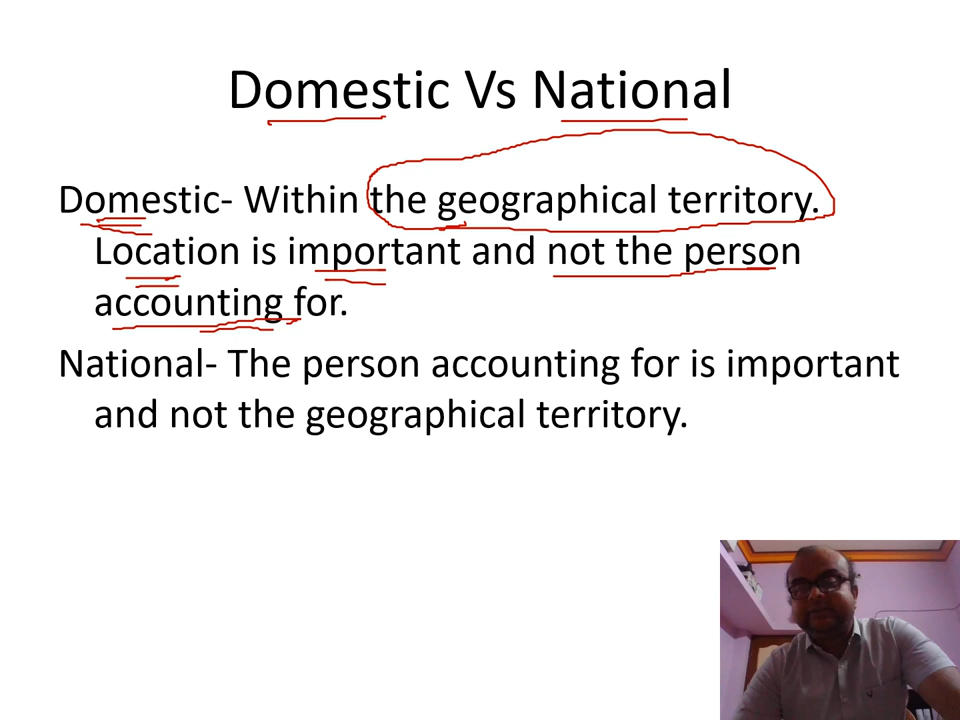 Domestic Vs National
Domestic- Within the geographical territory.
Location is important and not the person
accounting for.
National- The person accounting for is important
and not the geographical territory.